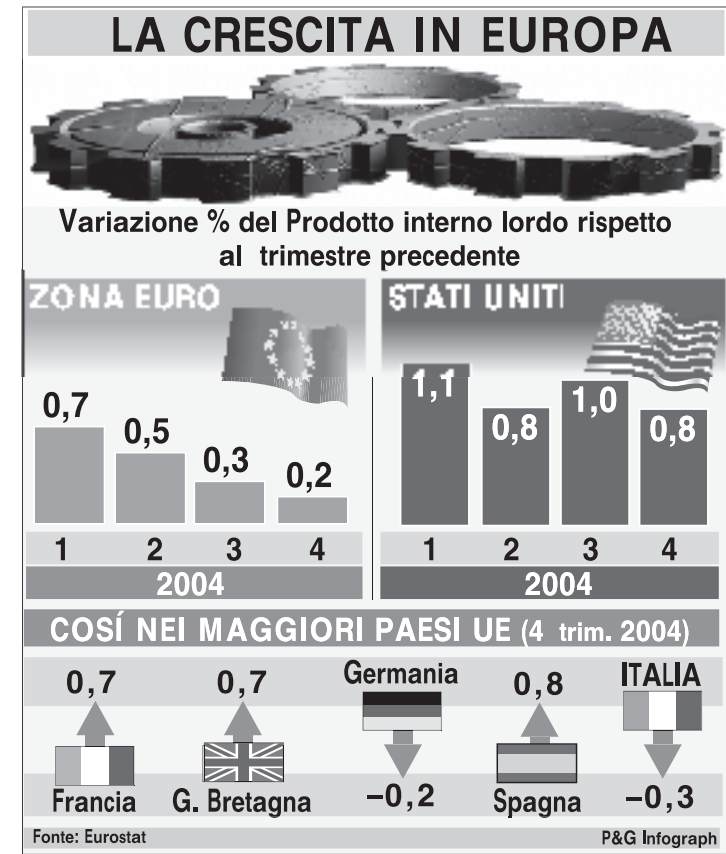 LA CRESCITA IN EUROPA
Variazione % del Prodotto interno lordo rispetto
al trimestre precedente
ZONA EURO
0,7
0,5
0,3
0,2
1 2 3 4
2004
STATI UNITI
1,1
0,8
1,0
0,8
1 2 3 4
2004
COSÍ NEI MAGGIORI PAESI UE (4 trim. 2004)
0,7
Francia
0,7
G. Bretagna
Germania
−0,2
0,8
Spagna
ITALIA
−0,3
Fonte: Eurostat
P&G Infograph